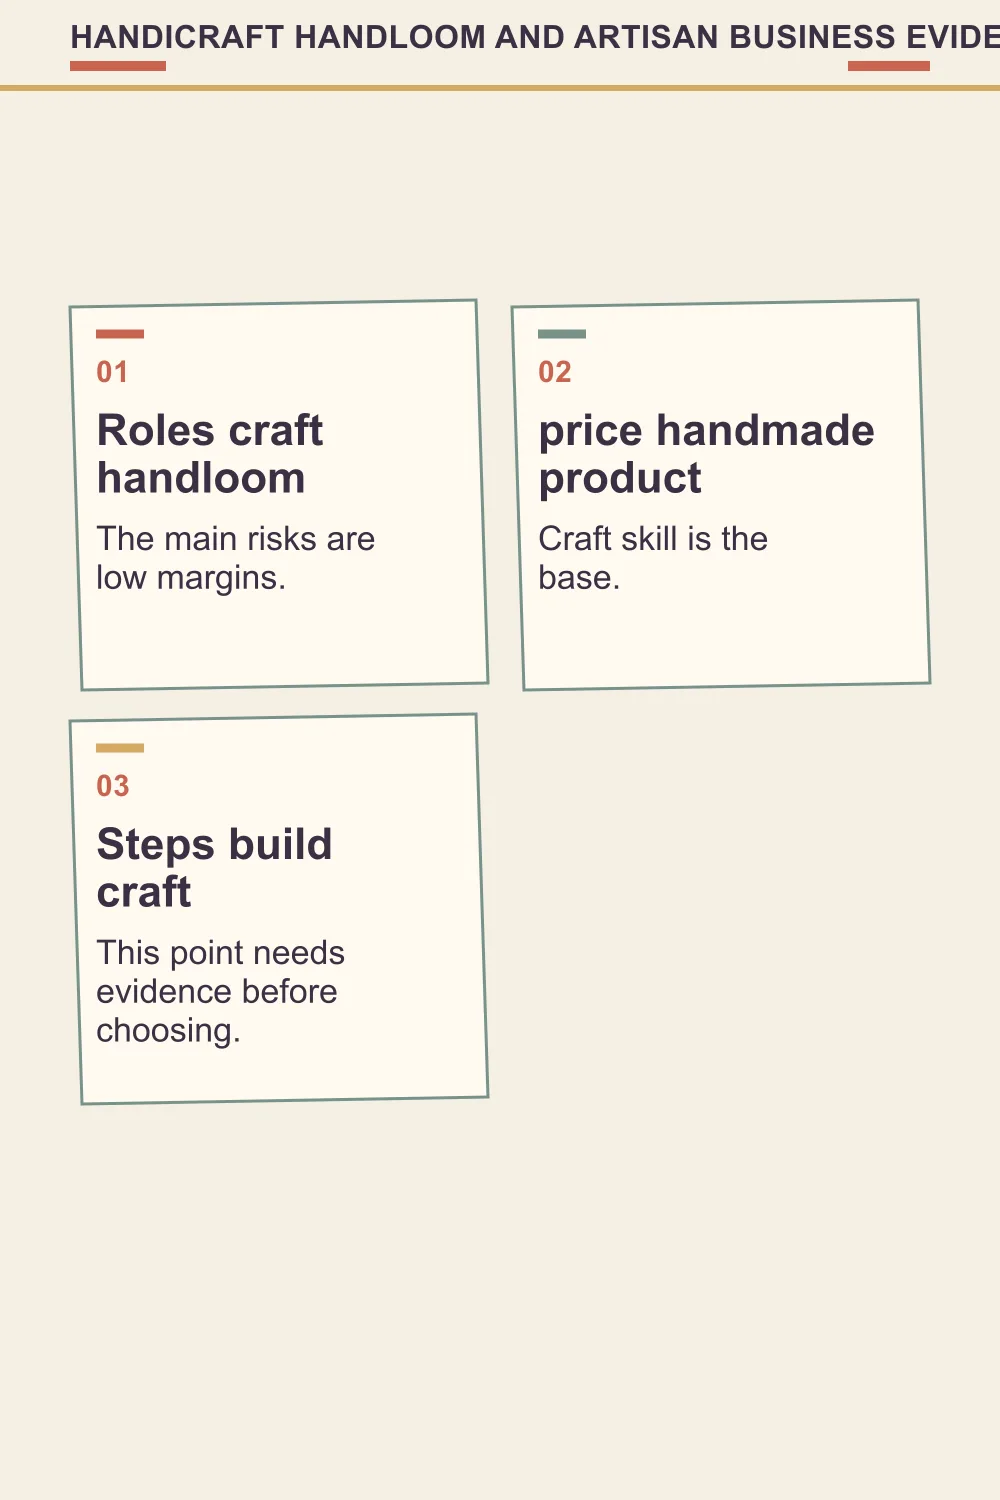 HANDICRAFT HANDLOOM AND ARTISAN BUSINESS EVIDE
01
Roles craft
handloom
The main risks are
low margins.
02
price handmade
product
Craft skill is the
base.
03
Steps build
craft
This point needs
evidence before
choosing.